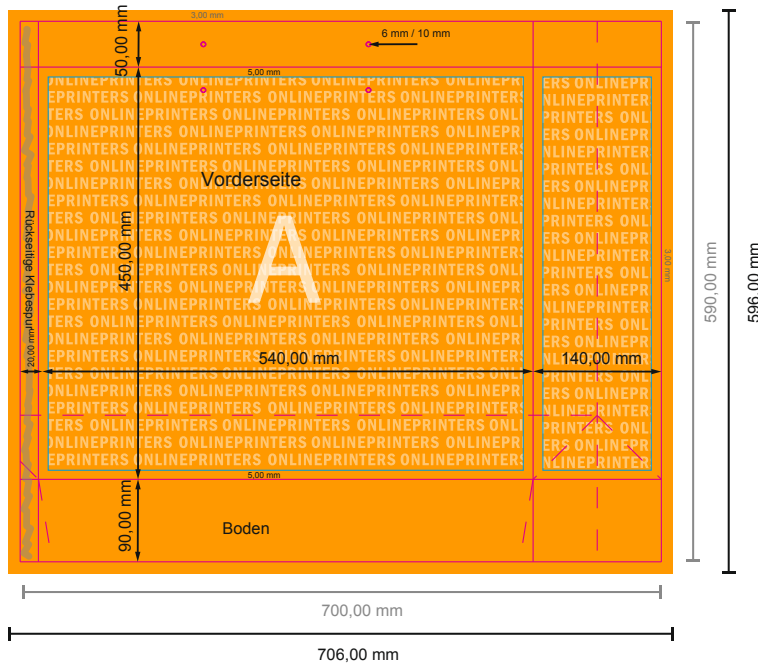 3,00 mm
50,00 mm
6 mm / 10 mm
5,00 mm
ONLINEPRINTERS ONLINEPRINTERS ONLINEPRINTERS
ONLINEPRINTERS ONLINEPRINTERS ONLINEPRINTERS
Vorderseite
A
Rückseitige Klebespur
20,00 mm
450,00 mm
540,00 mm
140,00 mm
3,00 mm
590,00 mm
596,00 mm
5,00 mm
90,00 mm
Boden
700,00 mm
706,00 mm